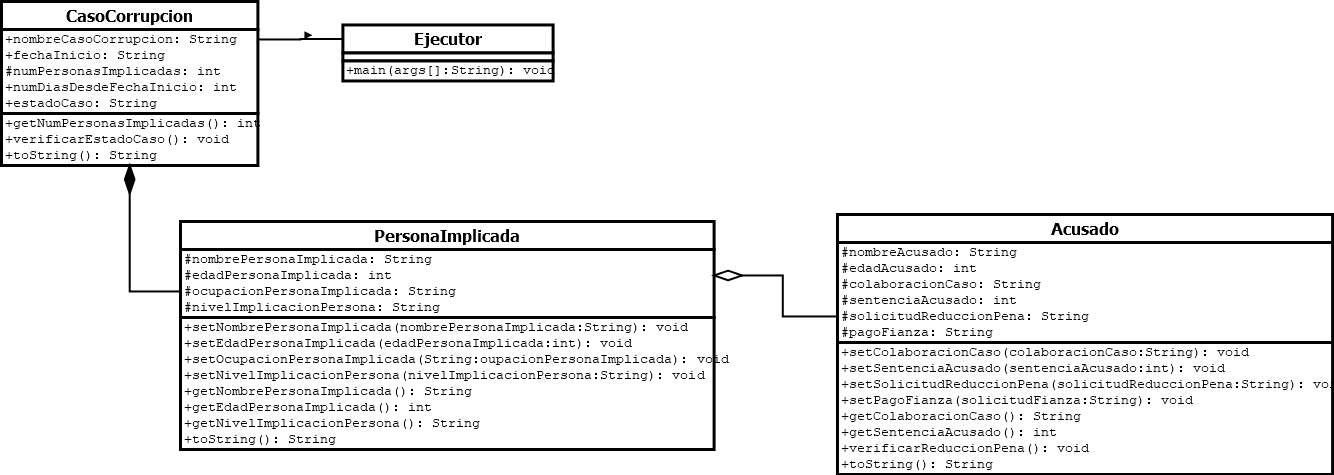 CasoCorrupcion
+nombreCasoCorrupcion: String
+fechaInicio: String
#numPersonasImplicadas: int
+numDiasDesdeFechaInicio: int
+estadoCaso: String
+getNumPersonasImplicadas(): int
+verificarEstadoCaso(): void
+toString(): String
Ejecutor
+main(args[]:String): void
PersonaImplicada
#nombrePersonaImplicada: String
#edadPersonaImplicada: int
#ocupacionPersonaImplicada: String
#nivelImplicacionPersona: String
+setNombrePersonaImplicada(nombrePersonaImplicada:String): void
+setEdadPersonaImplicada(edadPersonaImplicada:int): void
+setOcupacionPersonaImplicada(String:oupacionPersonaImplicada): void
+setNivelImplicacionPersona(nivelImplicacionPersona:String): void
+getNombrePersonaImplicada(): String
+getEdadPersonaImplicada(): int
+getNivelImplicacionPersona(): String
+toString(): String
Acusado
#nombreAcusado: String
#edadAcusado: int
#colaboracionCaso: String
#sentenciaAcusado: int
#solicitudReduccionPena: String
#pagoFianza: String
+setColaboracionCaso(colaboracionCaso:String): void
+setSentenciaAcusado(sentenciaAcusado:int): void
+setSolicitudReduccionPena(solicitudReduccionPena:String): void
+setPagoFianza(solicitudFianza:String): void
+getColaboracionCaso(): String
+getSentenciaAcusado(): int
+verificarReduccionPena(): void
+toString(): String